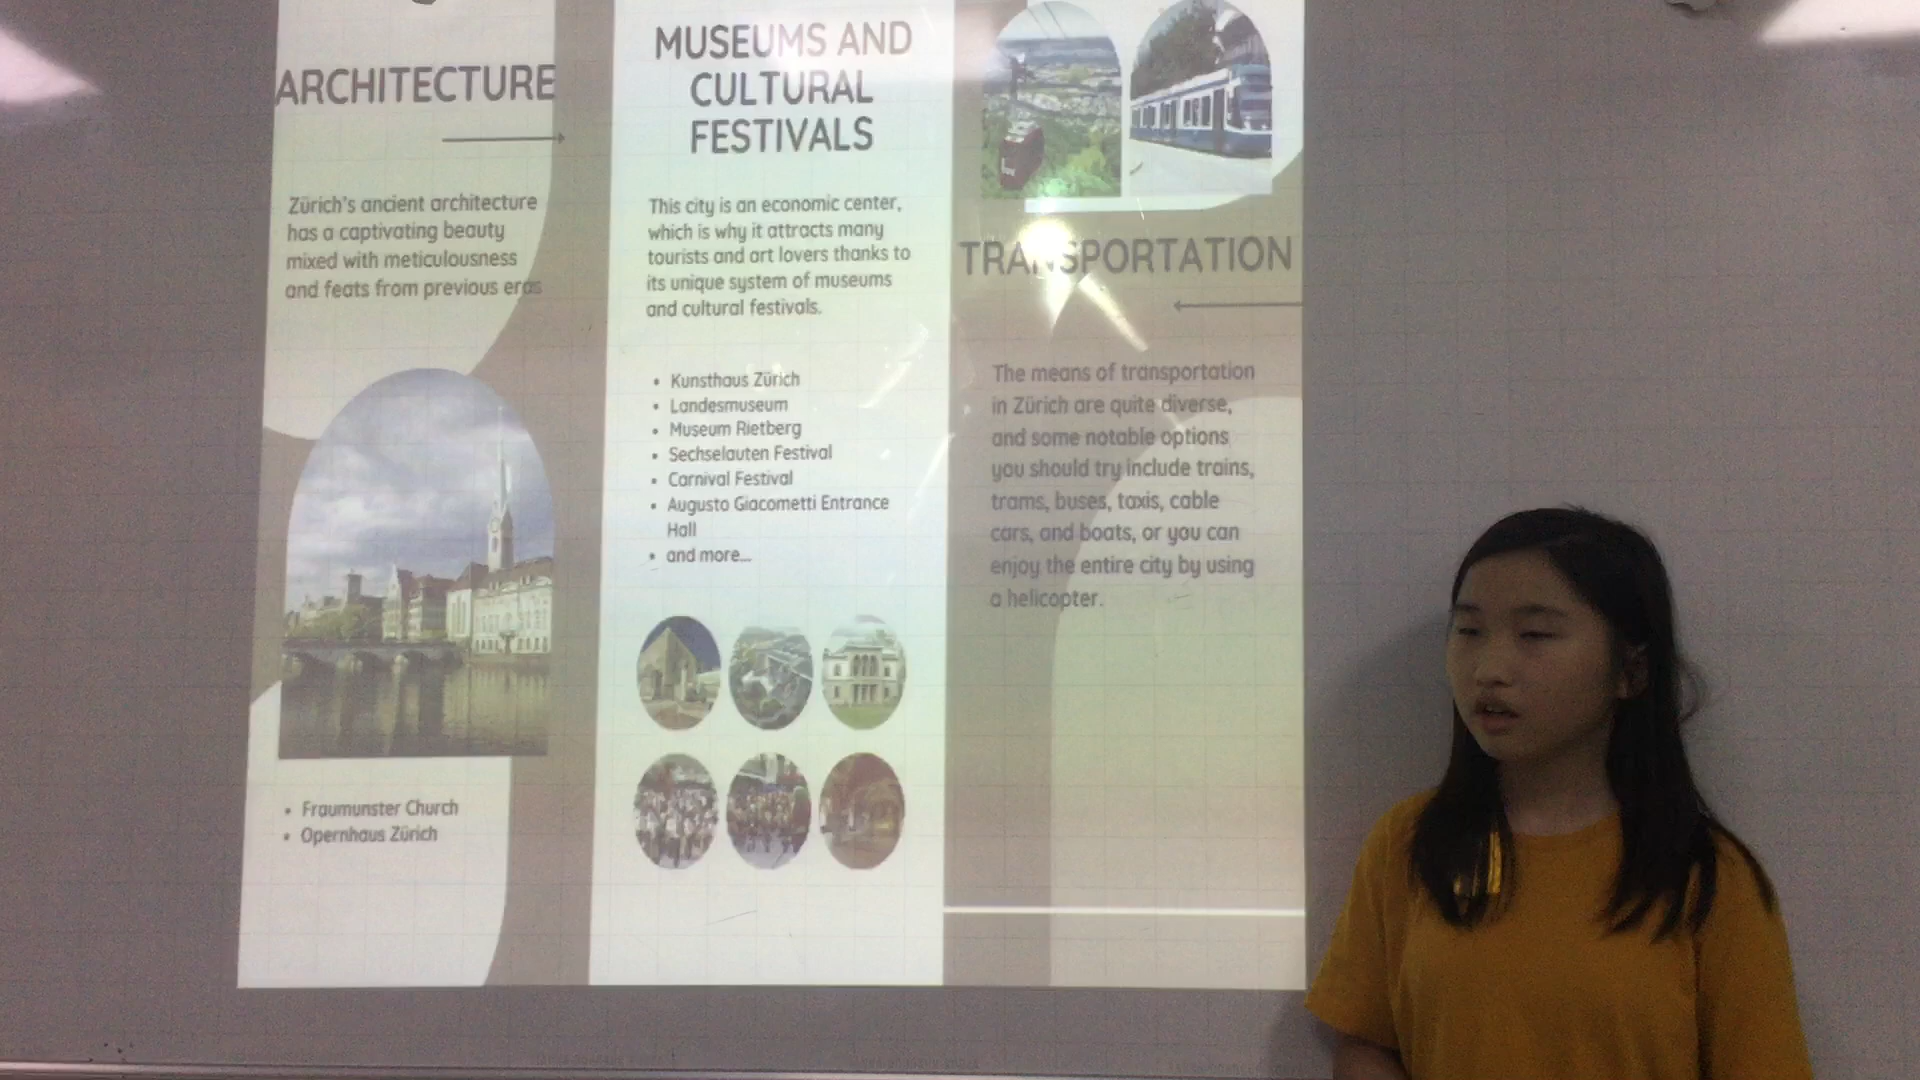 ARCHITECTURE
Zürich's ancient architecture
has a captivating beauty
mixed with meticulousness
and feats from previous eras
• Fraumunster Church
• Opernhaus Zürich
MUSEUMS AND
CULTURAL
FESTIVALS
This city is an economic center,
which is why it attracts many
tourists and art lovers thanks to
its unique system of museums
and cultural festivals.
• Kunsthaus Zürich
• Landesmuseum
• Museum Rietberg
• Sechselauten Festival
• Carnival Festival
• Augusto Giacometti Entrance
Hall
• and more...
TRANSPORTATION
The means of transportation
in Zürich are quite diverse,
and some notable options
you should try include trains,
trams, buses, taxis, cable
cars, and boats, or you can
enjoy the entire city by using
a helicopter.